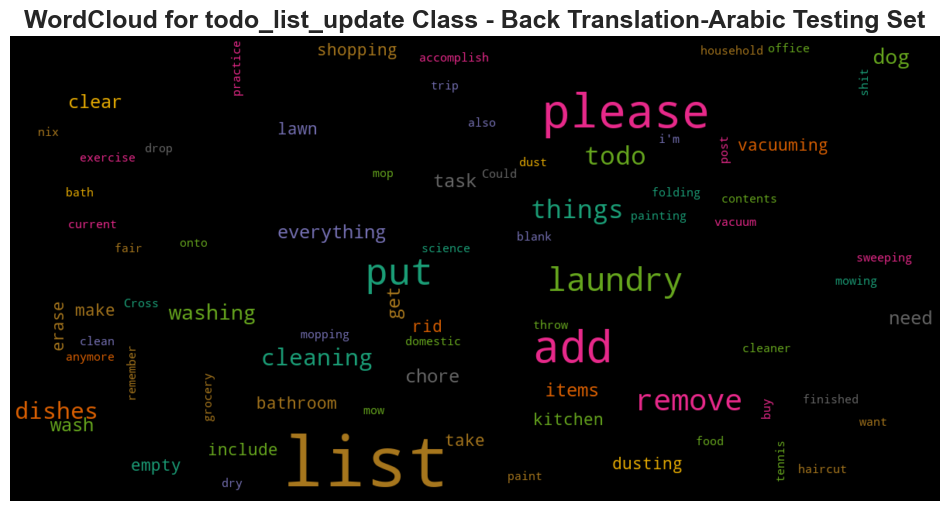 WordCloud for todo_list_update Class - Back Translation-Arabic Testing Set
practice
shopping
accomplish
household
office
dog
shit
trip
clear
please
nix
lawn
also
i'm
post
vacuuming
exercise
drop
dust
todo
mop
task
Could
bath
folding
contents
things
painting
vacuum
current
everything
blank
fair
onto
science
sweeping
put
laundry
mowing
get
erase
make
Cross
washing
rid
throw
add
need
clean
mopping
domestic
anymore
remember
cleaning
cleaner
chore
items
remove
dishes
grocery
bathroom
mow
kitchen
buy
finished
wash
want
include
list
take
food
tennis
empty
dusting
haircut
dry
paint